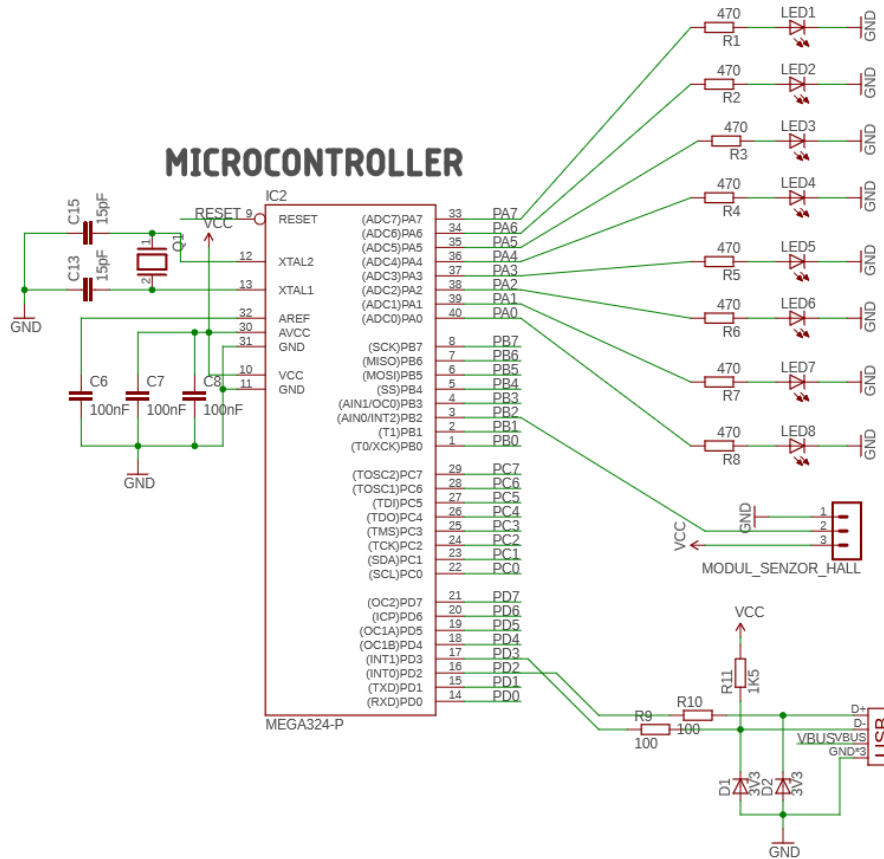 MICROCONTROLLER
IC2
RESET 9 RESET
VCC
C15 15pF
C13 15pF
Q1
1
2
GND
12 XTAL2
13 XTAL1
32 AREF
30 AVCC
31 GND
10 VCC
11 GND
C6 100nF
C7 100nF
C8 100nF
GND
(ADC7)PA7 33 PA7
(ADC6)PA6 34 PA6
(ADC5)PA5 35 PA5
(ADC4)PA4 36 PA4
(ADC3)PA3 37 PA3
(ADC2)PA2 38 PA2
(ADC1)PA1 39 PA1
(ADC0)PA0 40 PA0
(SCK)PB7 8 PB7
(MISO)PB6 7 PB6
(MOSI)PB5 6 PB5
(SS)PB4 5 PB4
(AIN1/OC0)PB3 4 PB3
(AIN0/INT2)PB2 3 PB2
(T1)PB1 2 PB1
(T0/XCK)PB0 1 PB0
(TOSC2)PC7 29 PC7
(TOSC1)PC6 28 PC6
(TDI)PC5 27 PC5
(TDO)PC4 26 PC4
(TMS)PC3 25 PC3
(TCK)PC2 24 PC2
(SDA)PC1 23 PC1
(SCL)PC0 22 PC0
(OC2)PD7 21 PD7
(ICP)PD6 20 PD6
(OC1A)PD5 19 PD5
(OC1B)PD4 18 PD4
(INT1)PD3 17 PD3
(INT0)PD2 16 PD2
(TXD)PD1 15 PD1
(RXD)PD0 14 PD0
MEGA324-P
470 R1 LED1 GND
470 R2 LED2 GND
470 R3 LED3 GND
470 R4 LED4 GND
470 R5 LED5 GND
470 R6 LED6 GND
470 R7 LED7 GND
470 R8 LED8 GND
GND 1
2
VCC 3
MODUL_SENZOR_HALL
VCC
R11 1K5
R10 100
R9 100
D+
D-
VBUS VBUS
GND*3
USB
D1 3V3
D2 3V3
GND